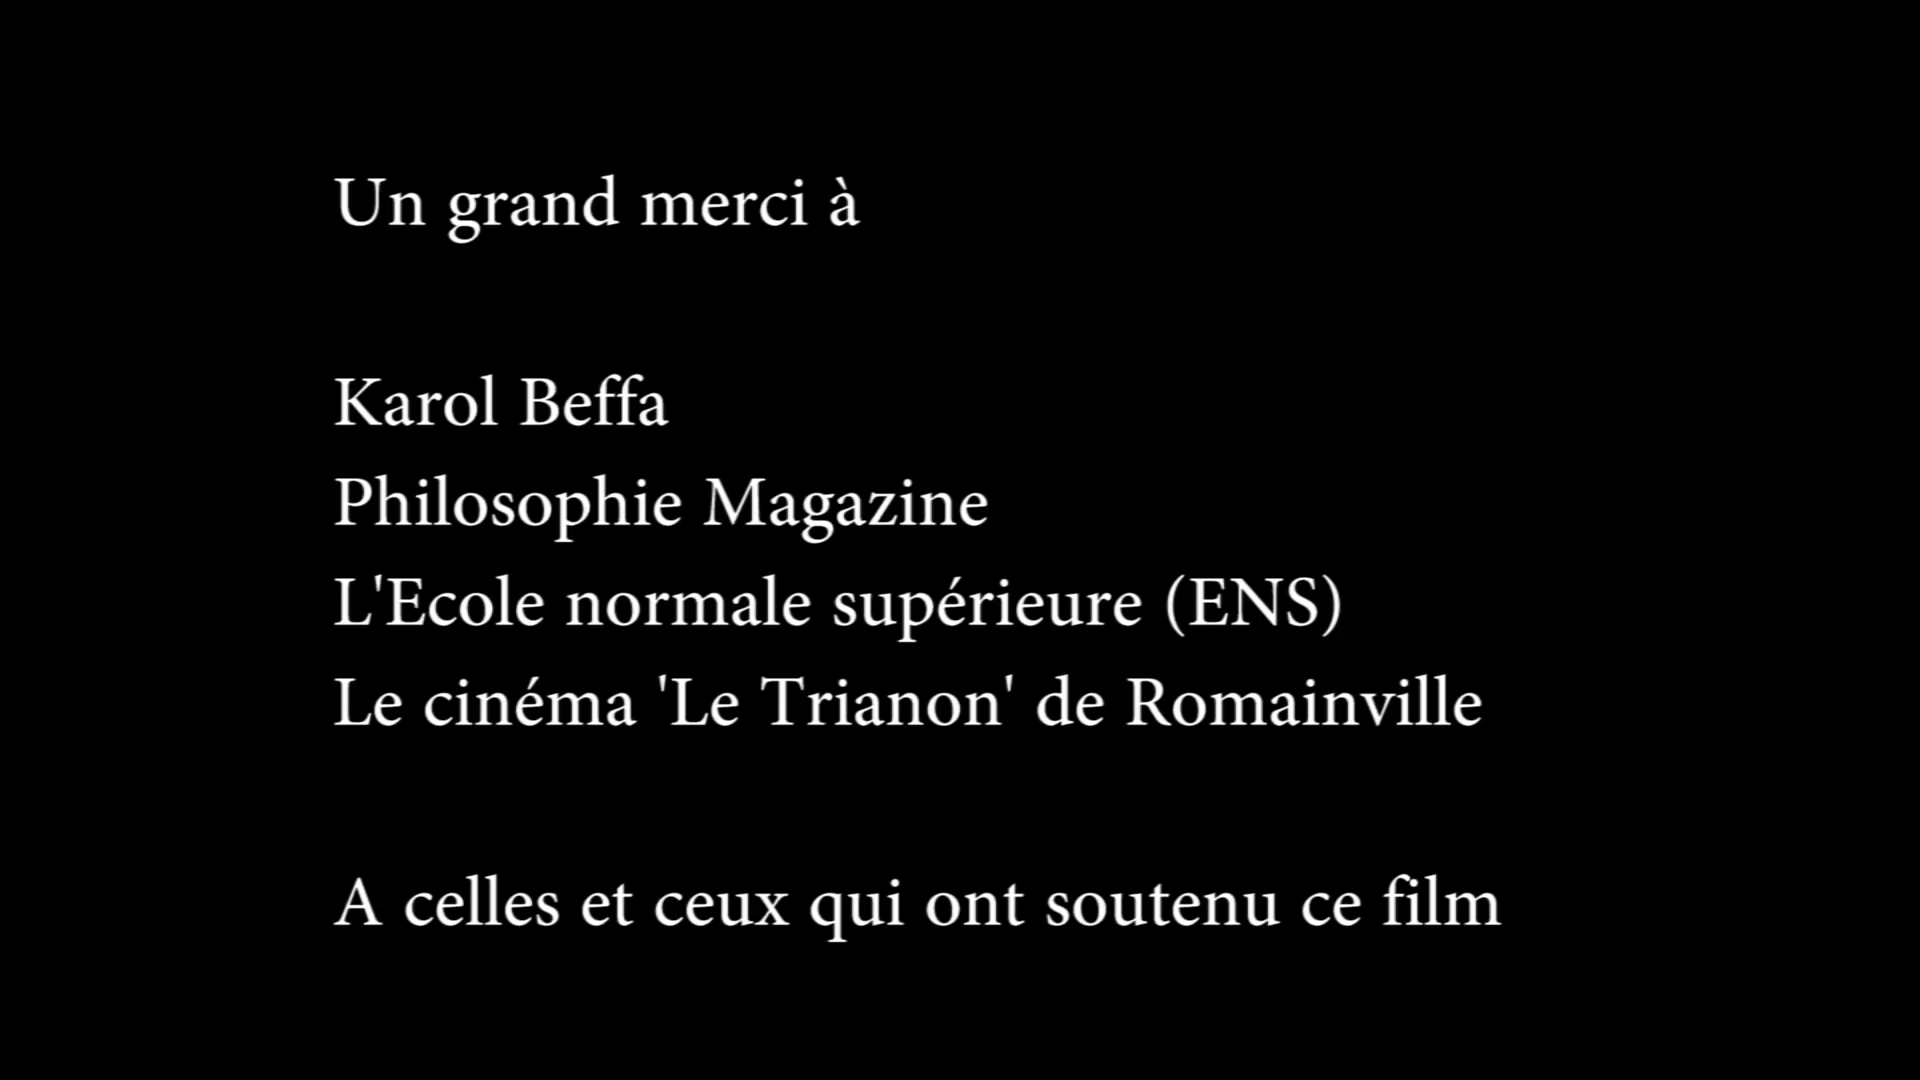 Un grand merci à
Karol Beffa
Philosophie Magazine
L'Ecole normale supérieure (ENS)
Le cinéma 'Le Trianon' de Romainville
A celles et ceux qui ont soutenu ce film